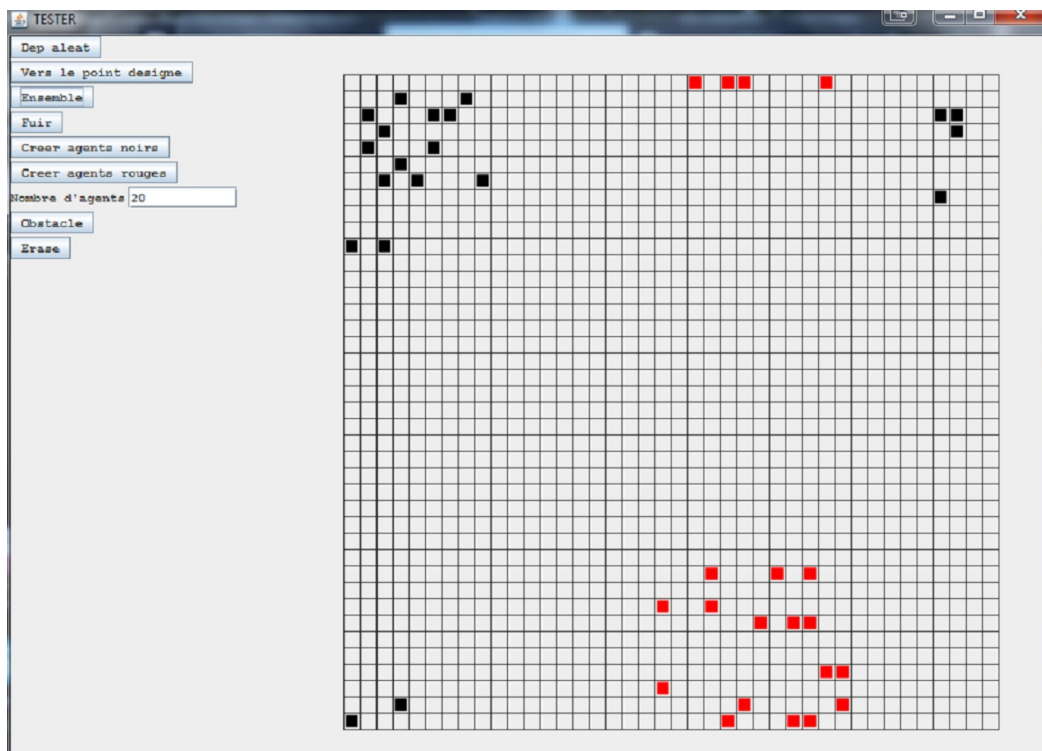 TESTER
Dep aleat
Vers le point designe
Ensemble
Fuir
Creer agents noirs
Creer agents rouges
Nombre d'agents 20
Obstacle
Erase